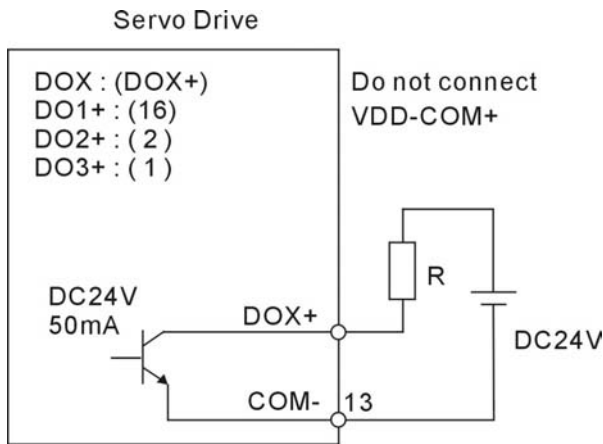 Servo Drive
DOX : (DOX+)
DO1+ : (16)
DO2+ : ( 2 )
DO3+ : ( 1 )
Do not connect
VDD-COM+
R
DC24V
50mA
DOX+
DC24V
COM- 13